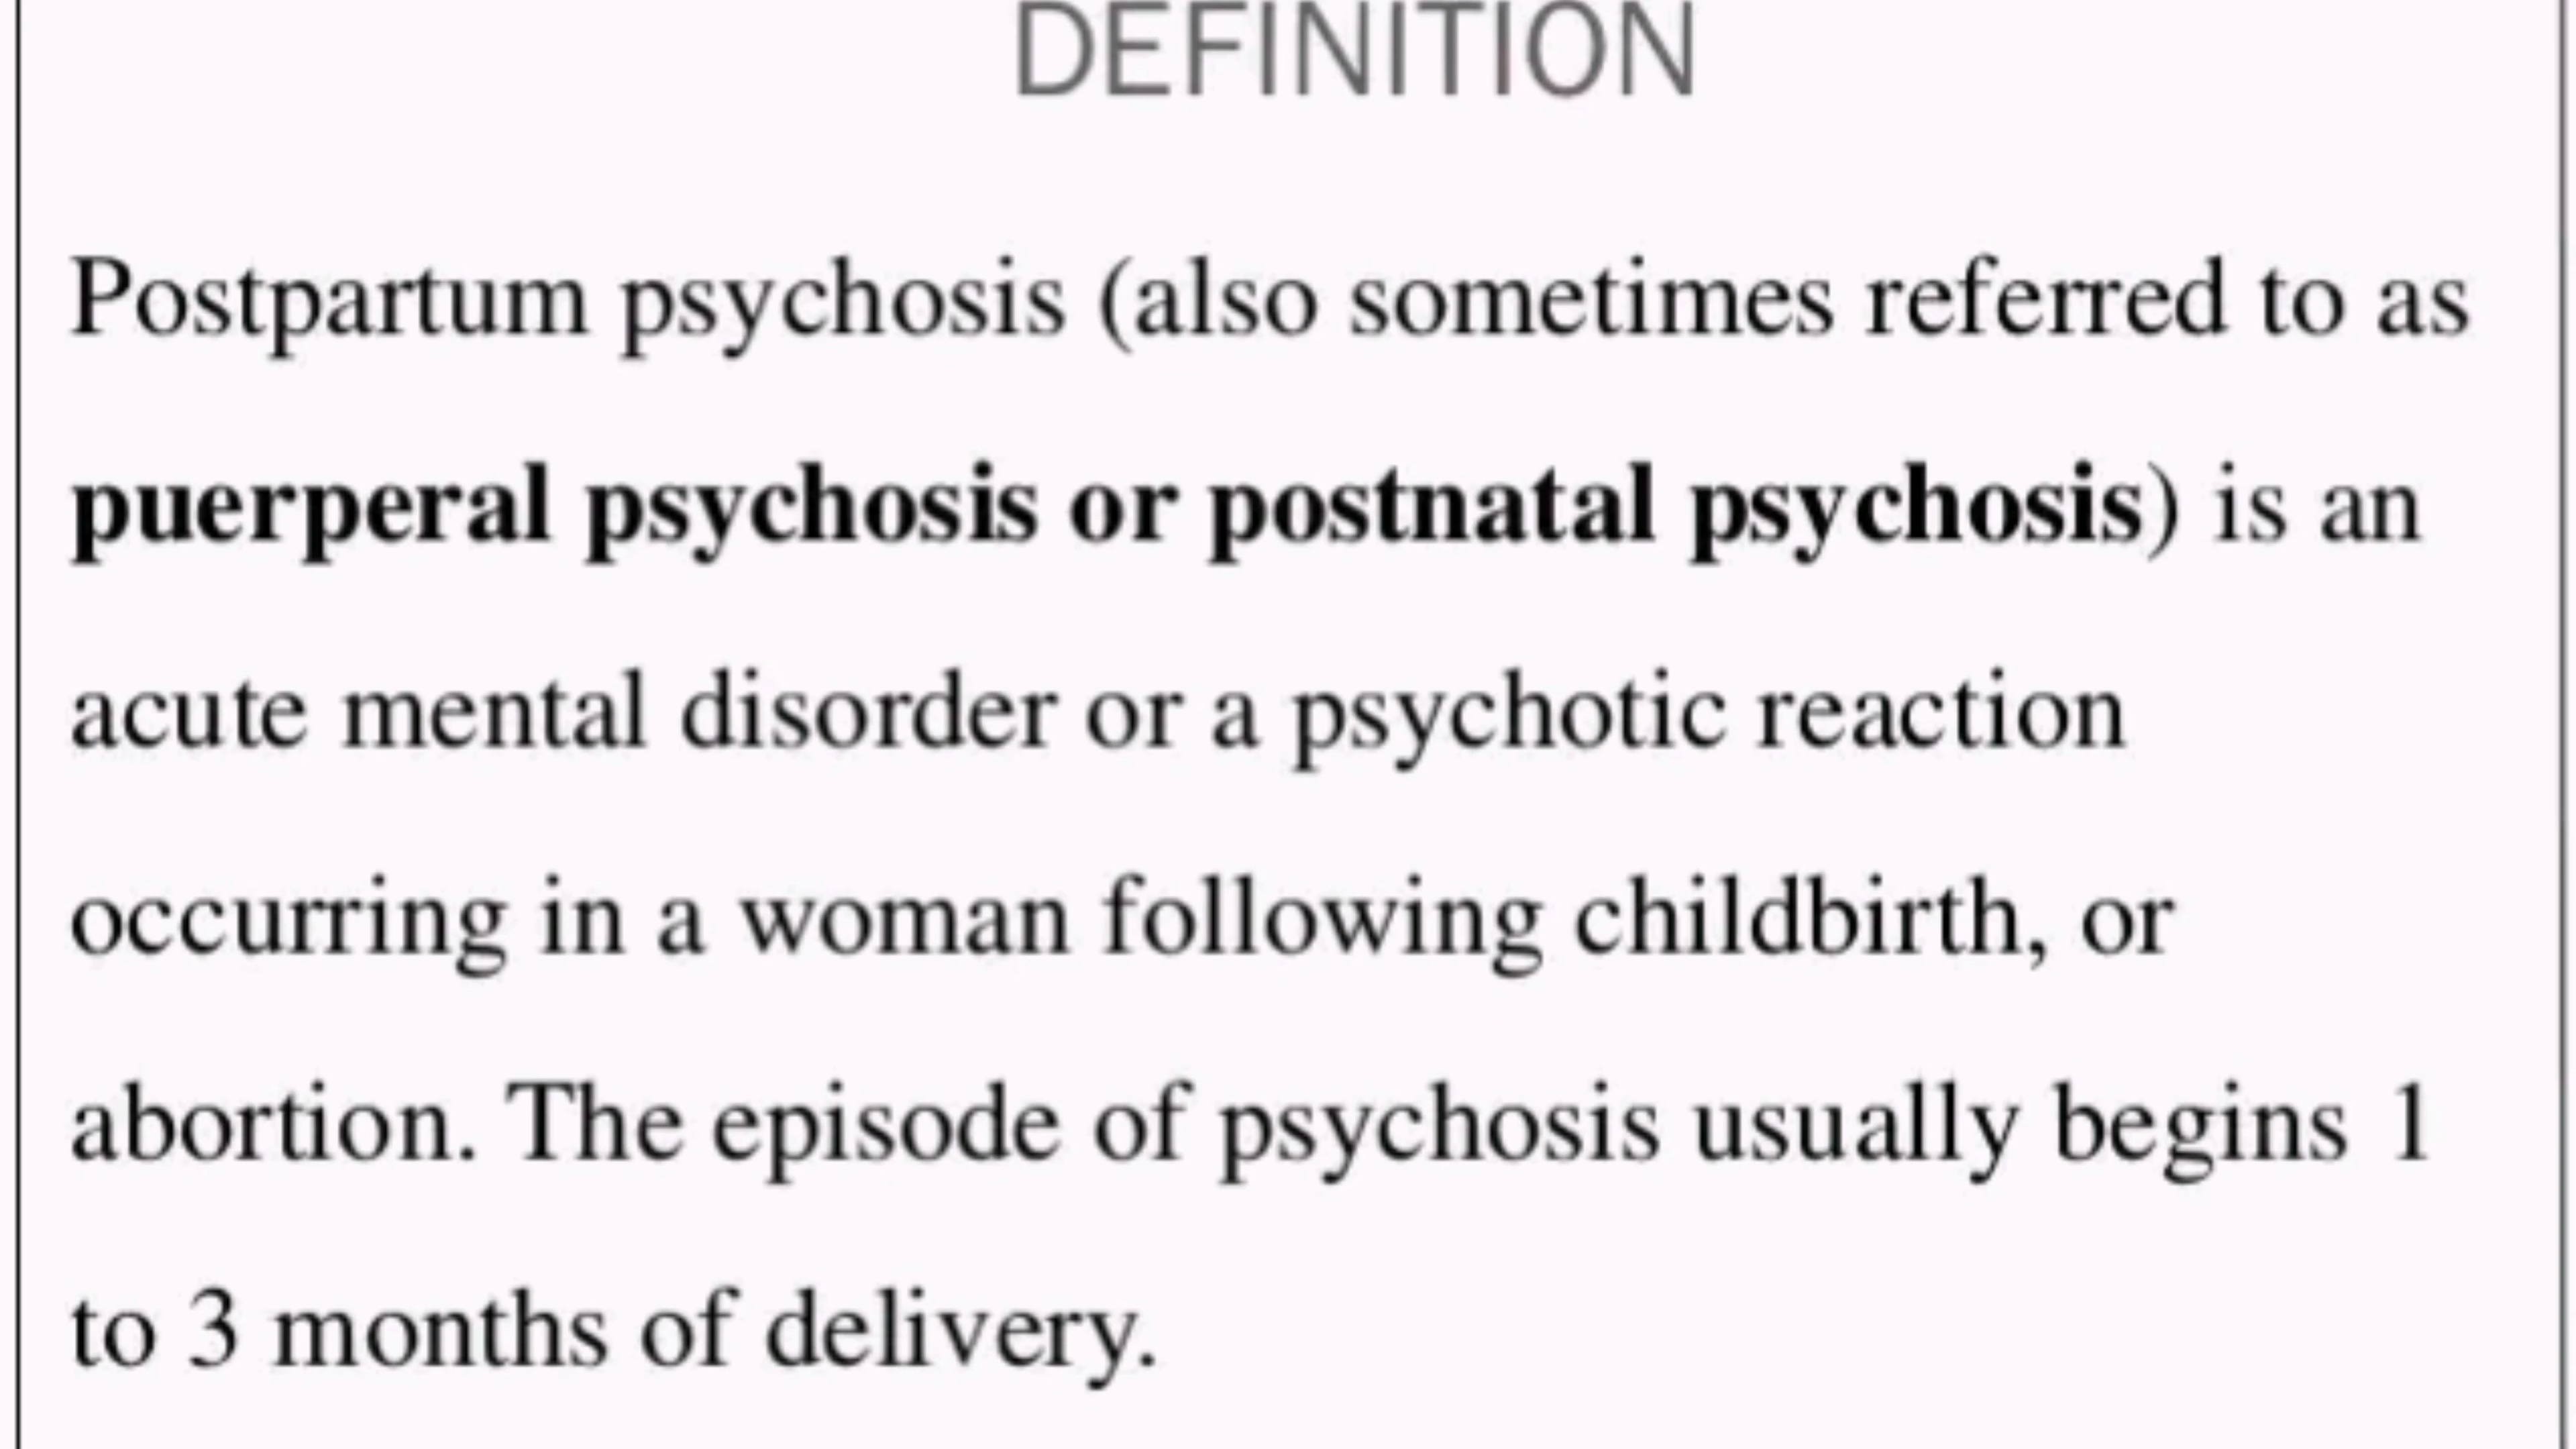 DEFINITION
Postpartum psychosis (also sometimes referred to as
puerperal psychosis or postnatal psychosis) is an
acute mental disorder or a psychotic reaction
occurring in a woman following childbirth, or
abortion. The episode of psychosis usually begins 1
to 3 months of delivery.